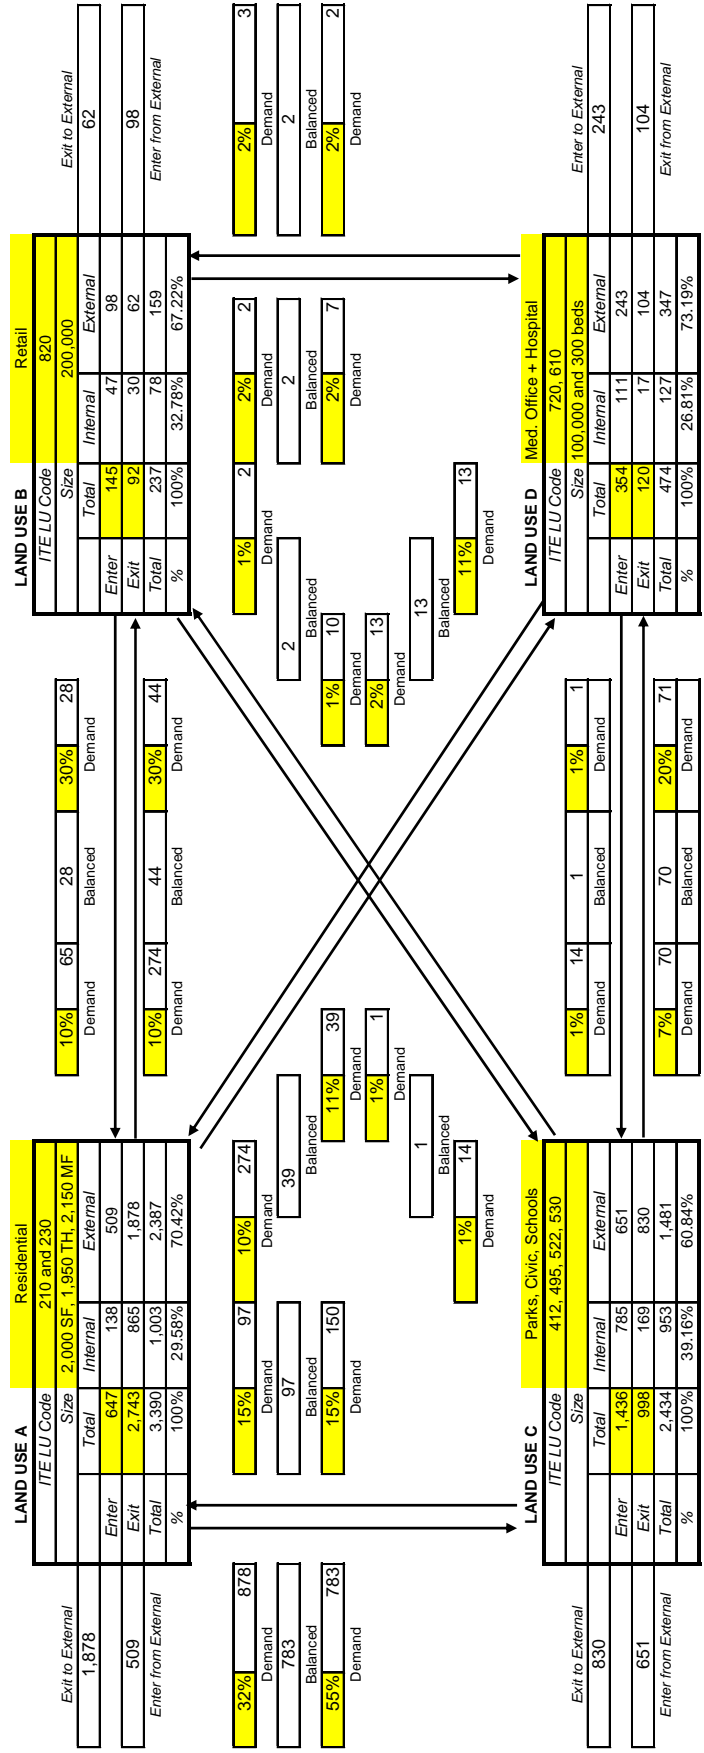 LAND USE A Residential
ITE LU Code 210 and 230
Size 2,000 SF, 1,950 TH, 2,150 MF
Total Internal External
Enter 647 138 509
Exit 2,743 865 1,878
Total 3,390 1,003 2,387
% 100% 29.58% 70.42%
Exit to External
1,878
509
Enter from External
10% 65
Demand
28
Balanced
30% 28
Demand
10% 274
Demand
44
Balanced
30% 44
Demand
LAND USE B Retail
ITE LU Code 820
Size 200,000
Total Internal External
Enter 145 47 98
Exit 92 30 62
Total 237 78 159
% 100% 32.78% 67.22%
Exit to External
62
98
Enter from External
32% 878
Demand
783
Balanced
55% 783
Demand
15% 97
Demand
97
Balanced
15% 150
Demand
10% 274
Demand
39
Balanced
11% 39
Demand
1% 1
Demand
1
Balanced
1% 14
Demand
1% 2
Demand
2
Balanced
1% 10
Demand
2% 13
Demand
13
Balanced
11% 13
Demand
2% 2
Demand
2
Balanced
2% 7
Demand
2% 3
Demand
2
Balanced
2% 2
Demand
LAND USE C Parks, Civic, Schools
ITE LU Code 412, 495, 522, 530
Size
Total Internal External
Enter 1,436 785 651
Exit 998 169 830
Total 2,434 953 1,481
% 100% 39.16% 60.84%
Exit to External
830
651
Enter from External
1% 14
Demand
1
Balanced
1% 1
Demand
7% 70
Demand
70
Balanced
20% 71
Demand
LAND USE D Med. Office + Hospital
ITE LU Code 720, 610
Size 100,000 and 300 beds
Total Internal External
Enter 354 111 243
Exit 120 17 104
Total 474 127 347
% 100% 26.81% 73.19%
Enter to External
243
104
Exit from External